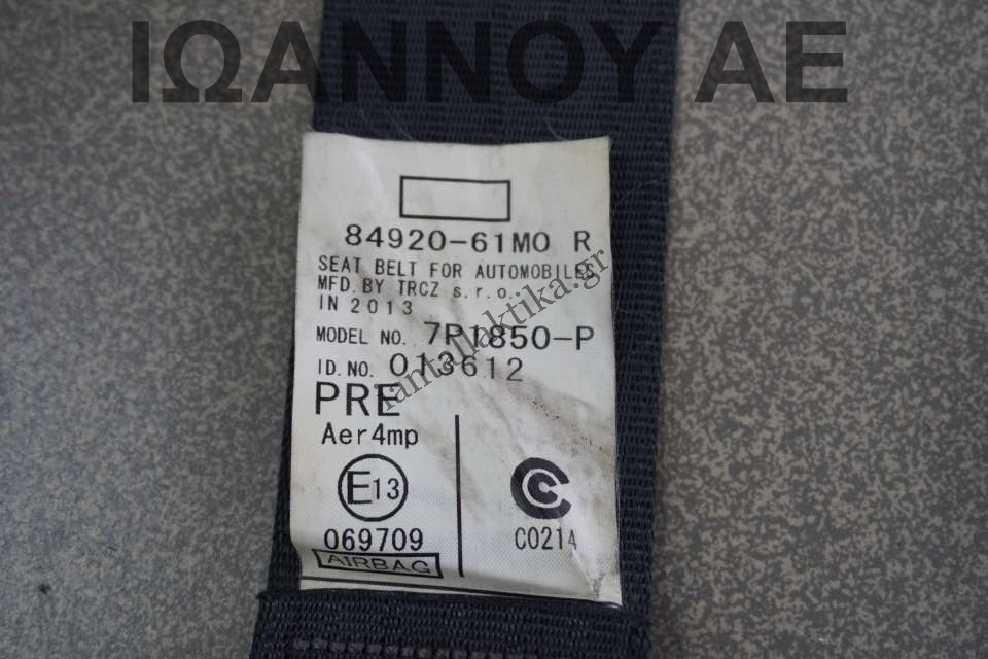 ΙΩΑΝΝΟΥ ΑΕ
84920-61M0 R
SEAT BELT FOR AUTOMOBILES
MFD. BY TRCZ s.r.o.
IN 2013
MODEL NO. 7P1850-P
ID. NO. 013612
PRE
iantallaktika.gr
Aer4mp
E13
C
069709
C0214
AIRBAG